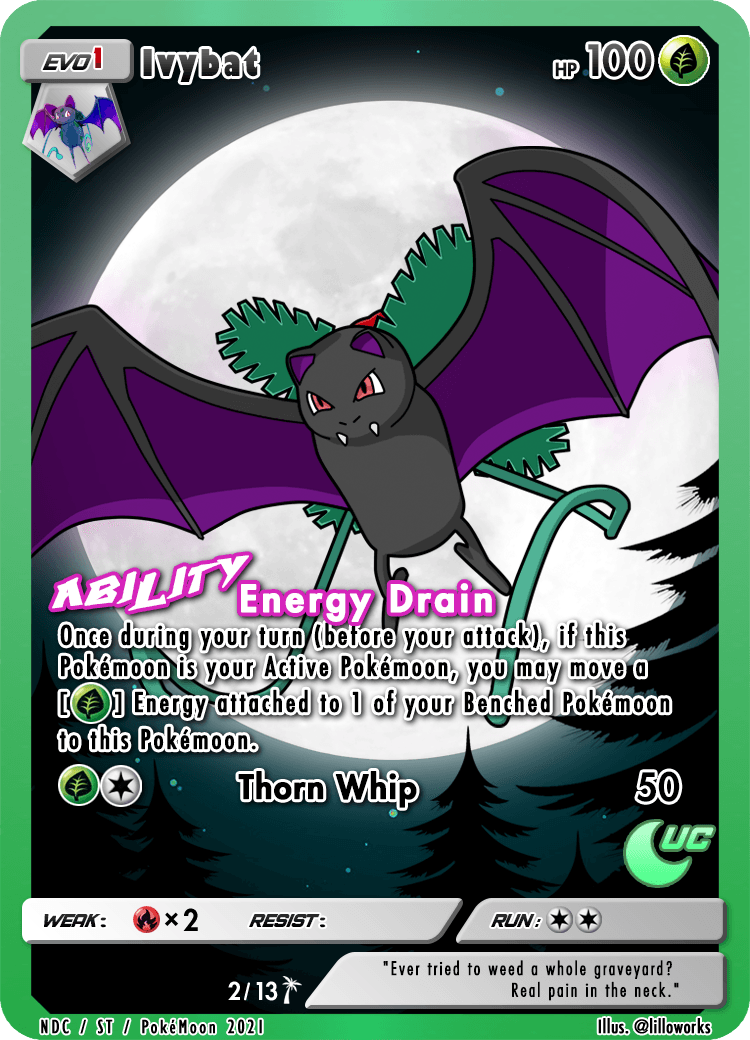 EVO1 Ivybat HP 100
ABILITY Energy Drain
Once during your turn (before your attack), if this
Pokémoon is your Active Pokémoon, you may move a
[ ] Energy attached to 1 of your Benched Pokémoon
to this Pokémoon.
Thorn Whip 50
UC
WEAK: ×2 RESIST: RUN:
2/13
"Ever tried to weed a whole graveyard?
Real pain in the neck."
NDC / ST / PokéMoon 2021 Illus. @lilloworks